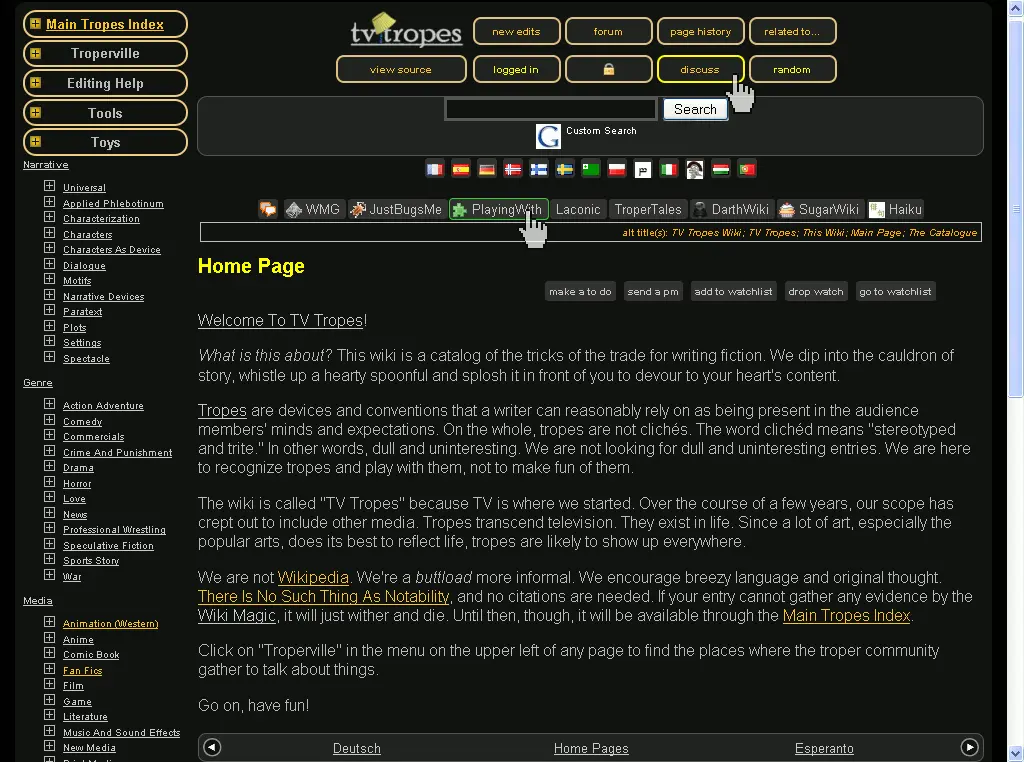 Main Tropes Index
Troperville
Editing Help
Tools
Toys
Narrative
Universal
Applied Phlebotinum
Characterization
Characters
Characters As Device
Dialogue
Motifs
Narrative Devices
Paratext
Plots
Settings
Spectacle
Genre
Action Adventure
Comedy
Commercials
Crime And Punishment
Drama
Horror
Love
News
Professional Wrestling
Speculative Fiction
Sports Story
War
Media
Animation (Western)
Anime
Comic Book
Fan Fics
Film
Game
Literature
Music And Sound Effects
New Media
tv tropes
new edits forum page history related to...
view source logged in discuss random
Search
G Custom Search
WMG JustBugsMe PlayingWith Laconic TroperTales DarthWiki SugarWiki Haiku
alt title(s): TV Tropes Wiki; TV Tropes; This Wiki; Main Page; The Catalogue
Home Page
make a to do send a pm add to watchlist drop watch go to watchlist
Welcome To TV Tropes!
What is this about? This wiki is a catalog of the tricks of the trade for writing fiction. We dip into the cauldron of
story, whistle up a hearty spoonful and splosh it in front of you to devour to your heart's content.
Tropes are devices and conventions that a writer can reasonably rely on as being present in the audience
members' minds and expectations. On the whole, tropes are not clichés. The word clichéd means "stereotyped
and trite." In other words, dull and uninteresting. We are not looking for dull and uninteresting entries. We are here
to recognize tropes and play with them, not to make fun of them.
The wiki is called "TV Tropes" because TV is where we started. Over the course of a few years, our scope has
crept out to include other media. Tropes transcend television. They exist in life. Since a lot of art, especially the
popular arts, does its best to reflect life, tropes are likely to show up everywhere.
We are not Wikipedia. We're a buttload more informal. We encourage breezy language and original thought.
There Is No Such Thing As Notability, and no citations are needed. If your entry cannot gather any evidence by the
Wiki Magic, it will just wither and die. Until then, though, it will be available through the Main Tropes Index.
Click on "Troperville" in the menu on the upper left of any page to find the places where the troper community
gather to talk about things.
Go on, have fun!
Deutsch Home Pages Esperanto